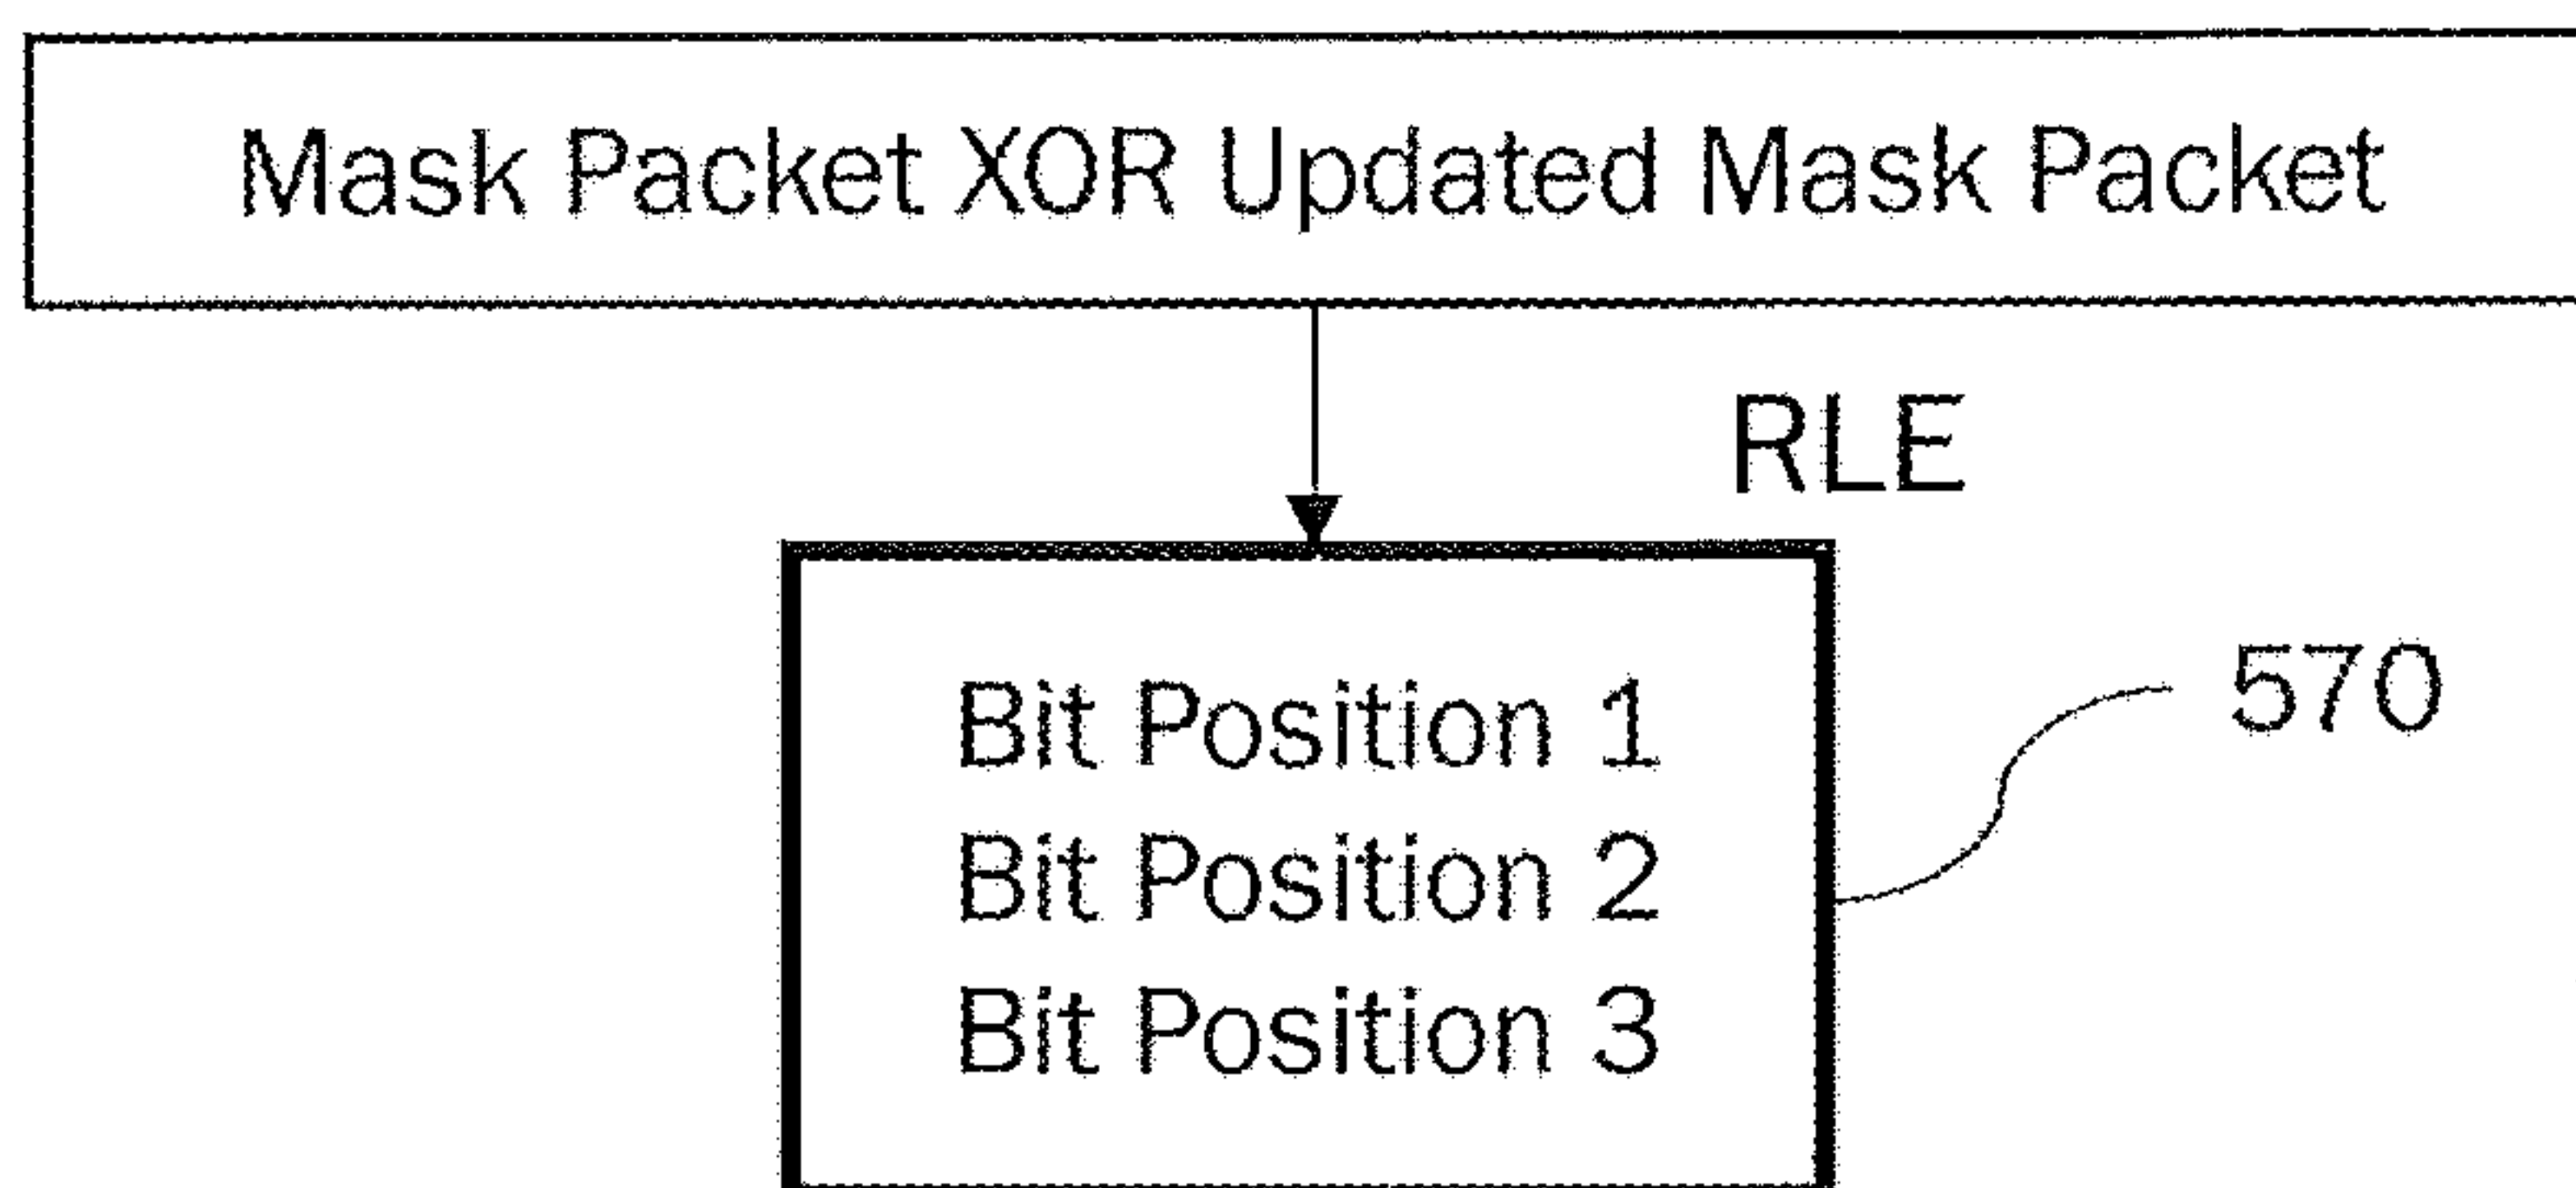 Mask Packet XOR Updated Mask Packet
RLE
570
Bit Position 1
Bit Position 2
Bit Position 3